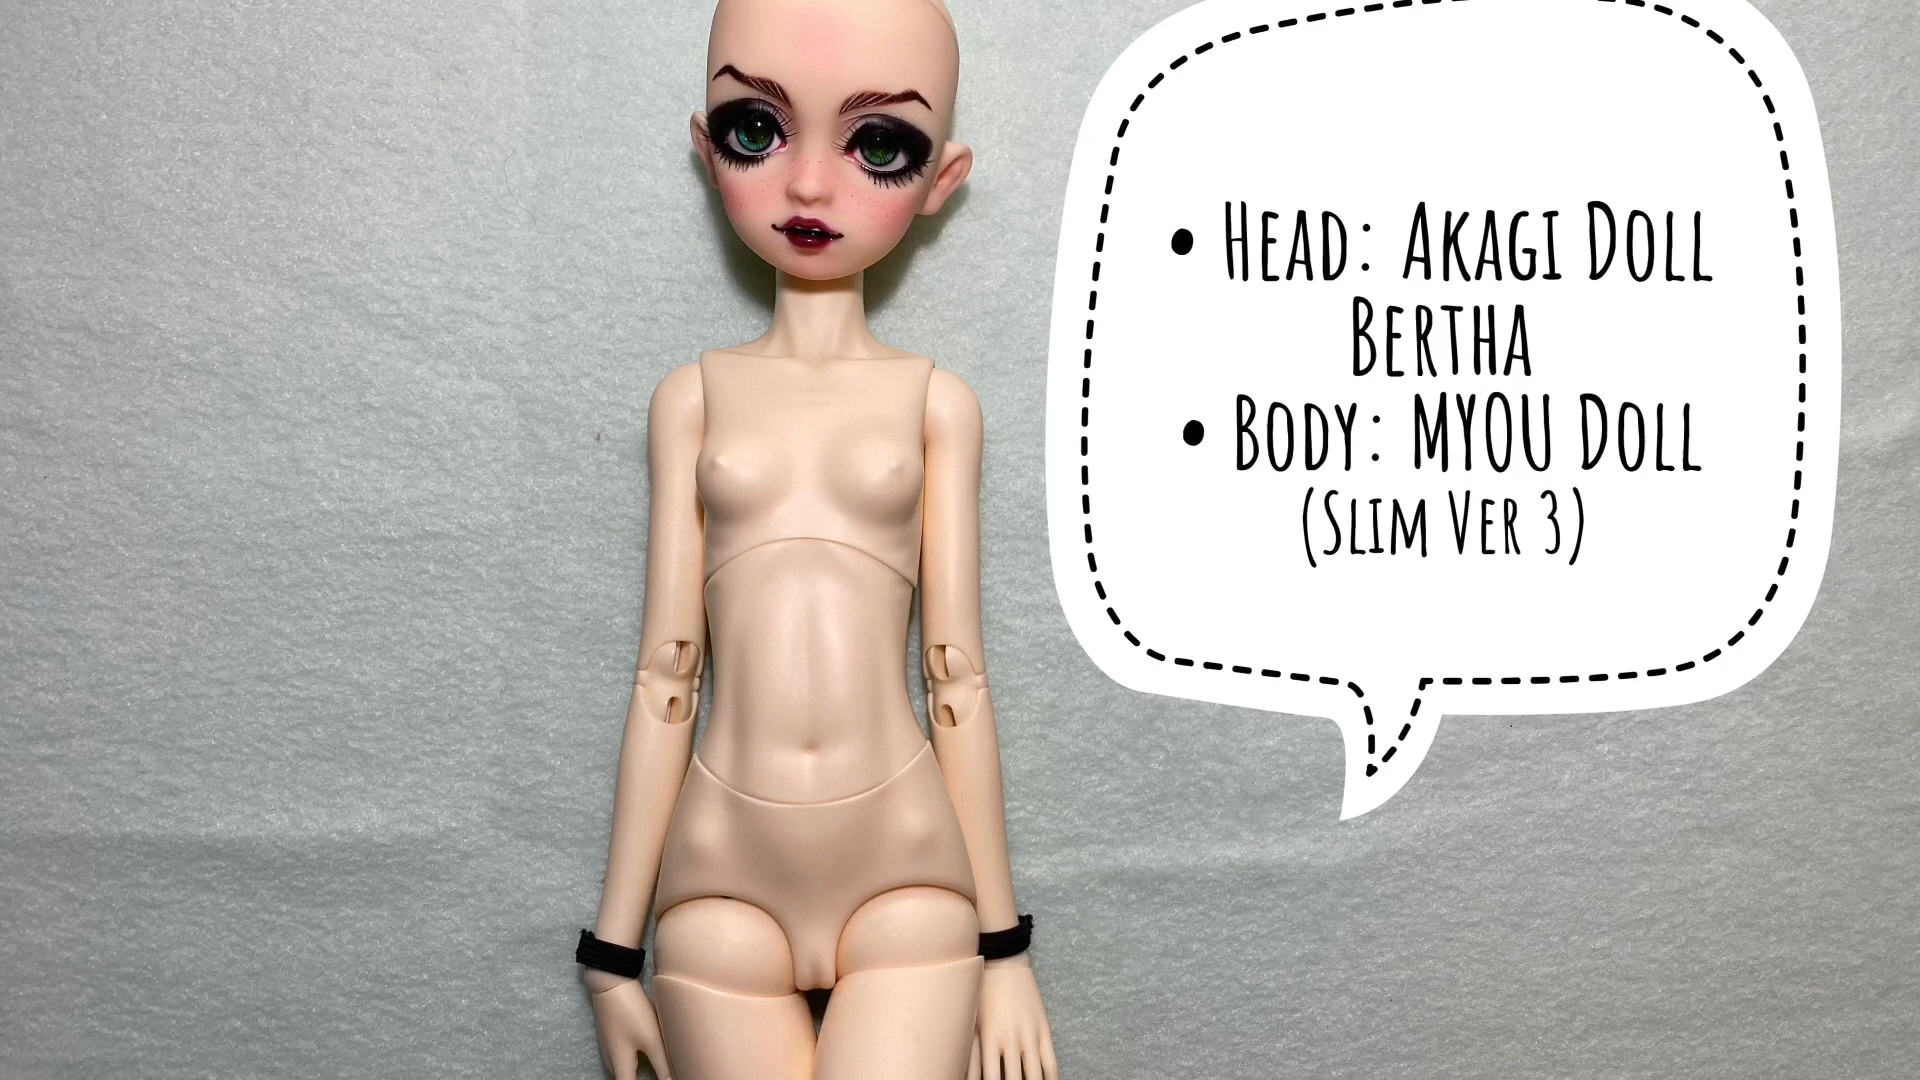 • Head: Akagi Doll
Bertha
• Body: MYOU Doll
(Slim Ver 3)